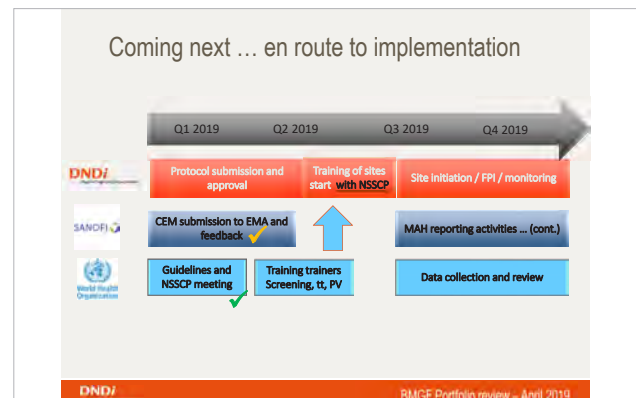 Coming next … en route to implementation
Q1 2019 Q2 2019 Q3 2019 Q4 2019
DNDi
Protocol submission and
approval
Training of sites
start with NSSCP
Site initiation / FPI / monitoring
SANOFI
CEM submission to EMA and
feedback
MAH reporting activities ... (cont.)
World Health
Organization
Guidelines and
NSSCP meeting
Training trainers
Screening, tt, PV
Data collection and review
DNDi
BMGF Portfolio review – April 2019